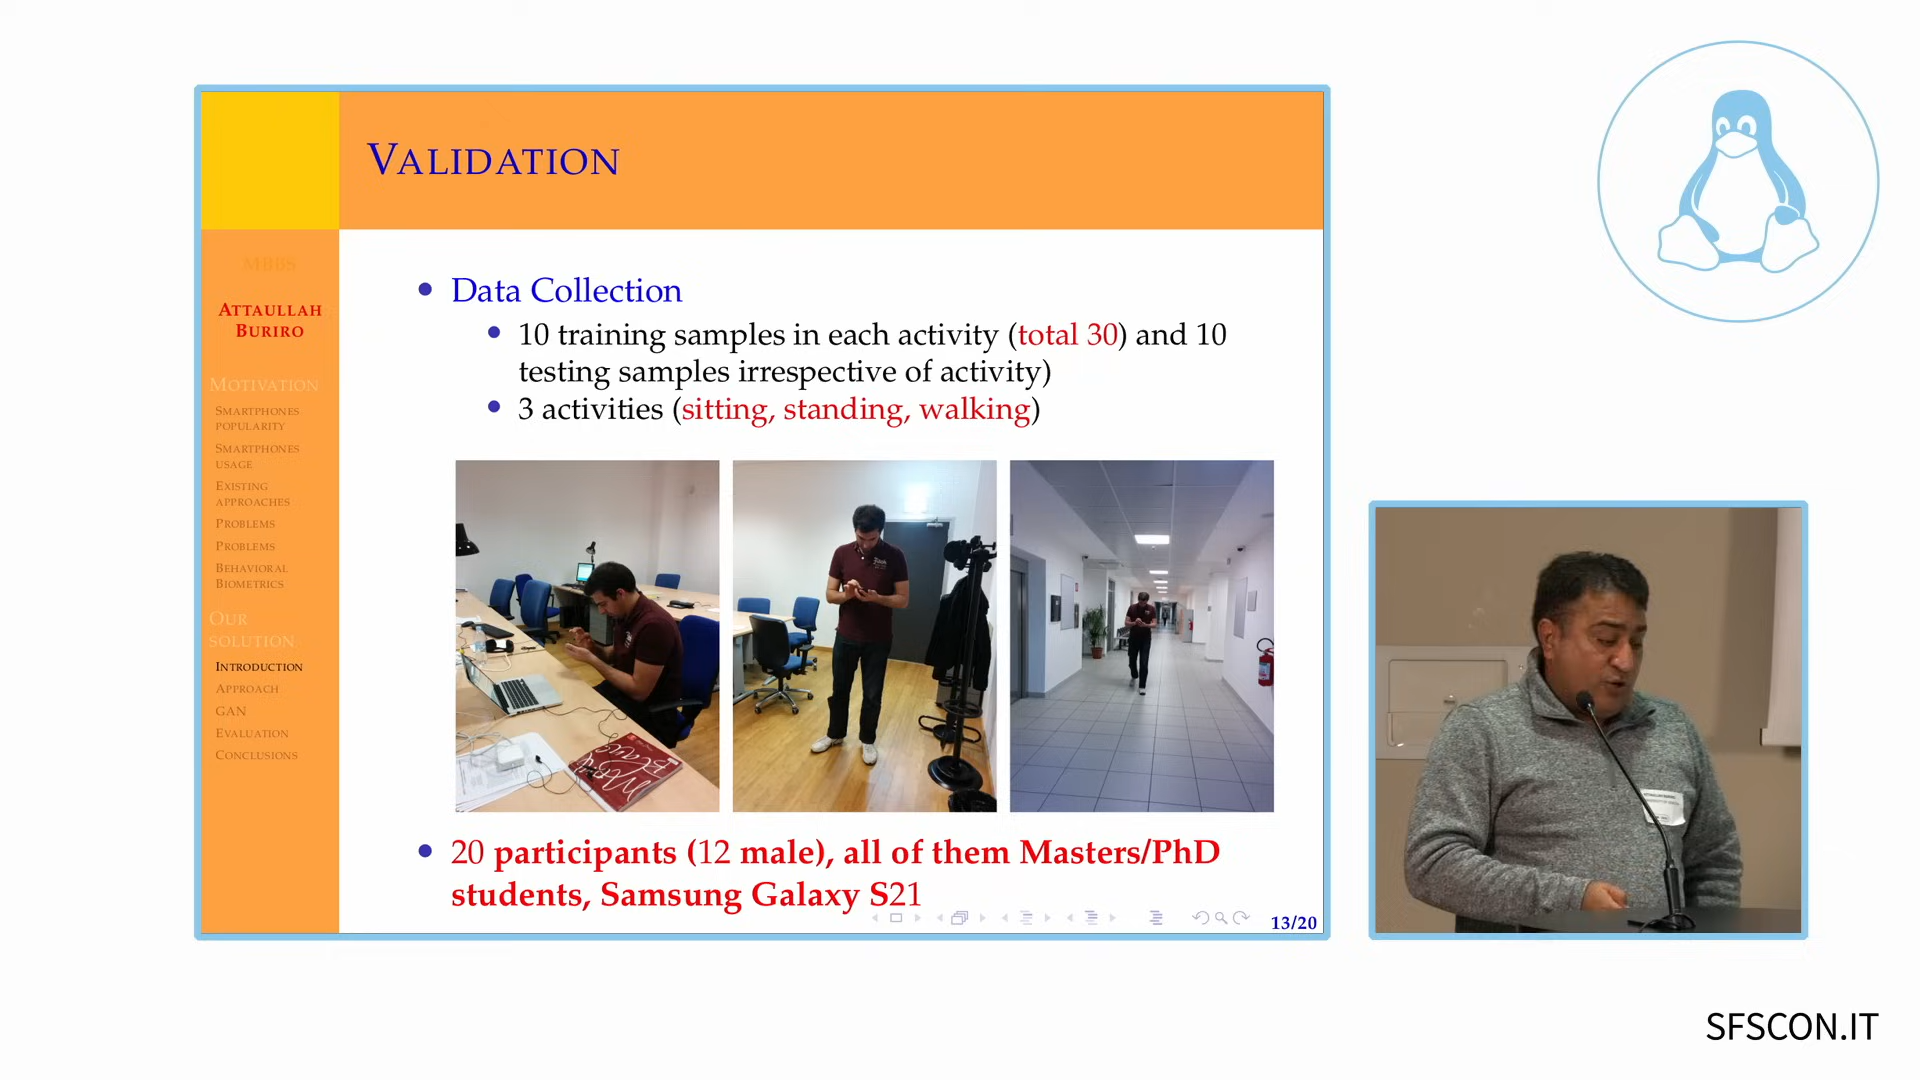 VALIDATION
MBBS
ATTAULLAH
BURIRO
MOTIVATION
SMARTPHONES
POPULARITY
SMARTPHONES
USAGE
EXISTING
APPROACHES
PROBLEMS
PROBLEMS
BEHAVIORAL
BIOMETRICS
OUR
SOLUTION
INTRODUCTION
APPROACH
GAN
EVALUATION
CONCLUSIONS
• Data Collection
• 10 training samples in each activity (total 30) and 10
testing samples irrespective of activity)
• 3 activities (sitting, standing, walking)
• 20 participants (12 male), all of them Masters/PhD
students, Samsung Galaxy S21
13/20
ATTAULLAH BURIRO
SFSCON.IT